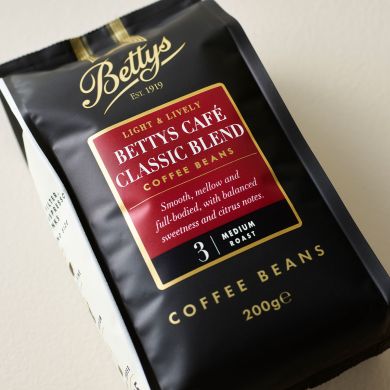 Bettys
EST. 1919
LIGHT & LIVELY
BETTYS CAFÉ
CLASSIC BLEND
COFFEE BEANS
Smooth, mellow and
full-bodied, with balanced
sweetness and citrus notes.
3 MEDIUM
ROAST
COFFEE BEANS
200g℮